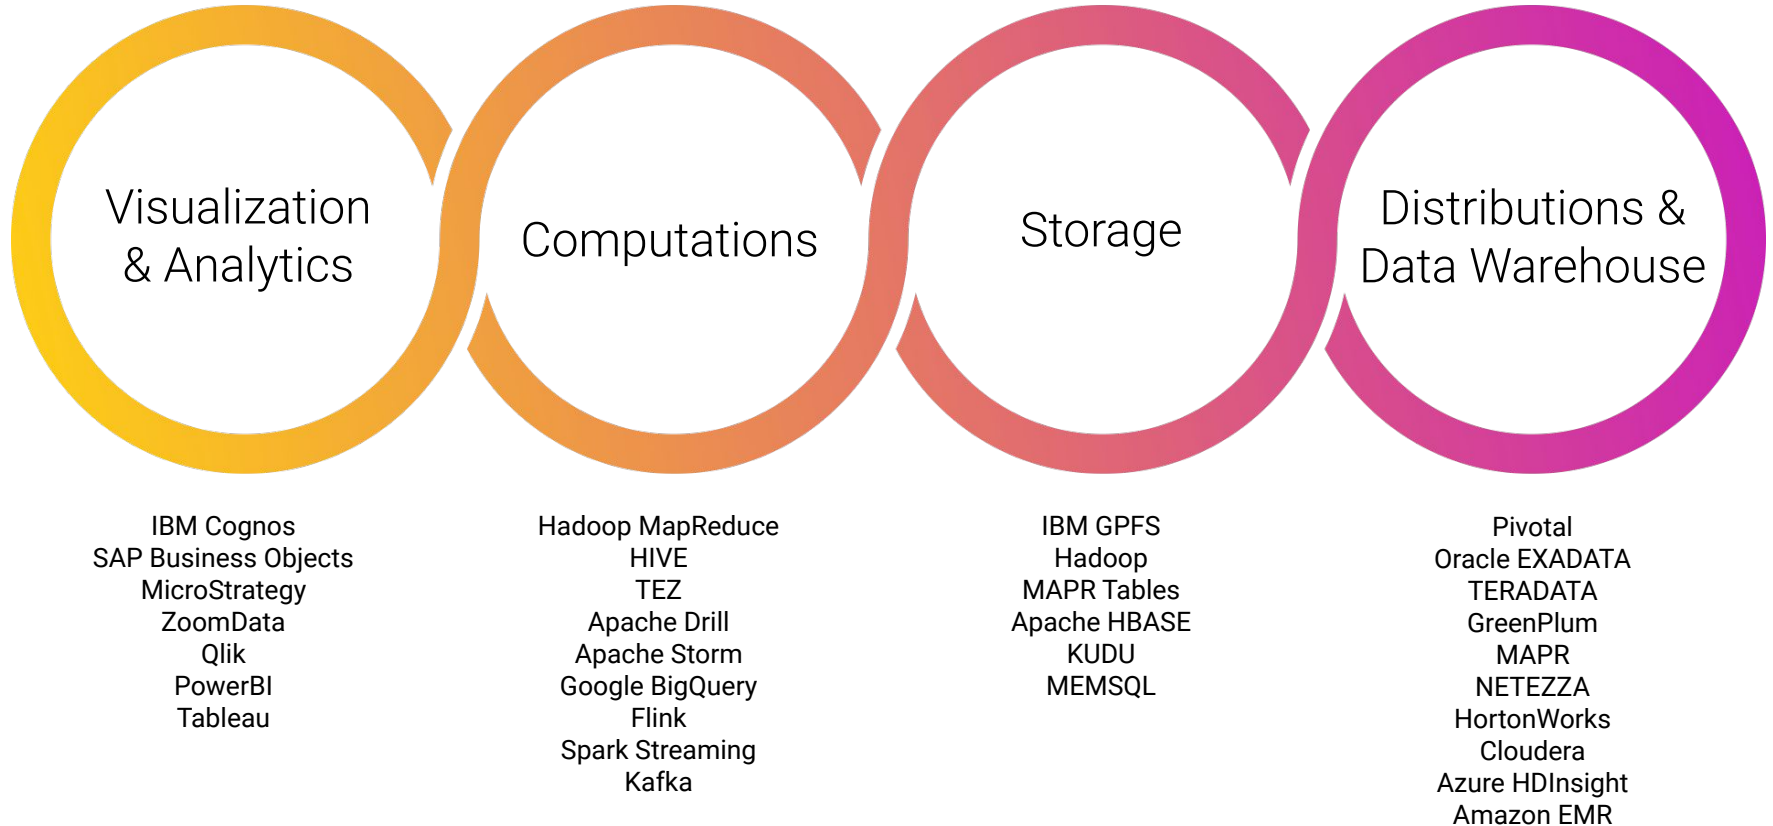 Visualization
& Analytics
Computations
Storage
Distributions &
Data Warehouse
IBM Cognos
SAP Business Objects
MicroStrategy
ZoomData
Qlik
PowerBI
Tableau
Hadoop MapReduce
HIVE
TEZ
Apache Drill
Apache Storm
Google BigQuery
Flink
Spark Streaming
Kafka
IBM GPFS
Hadoop
MAPR Tables
Apache HBASE
KUDU
MEMSQL
Pivotal
Oracle EXADATA
TERADATA
GreenPlum
MAPR
NETEZZA
HortonWorks
Cloudera
Azure HDInsight
Amazon EMR